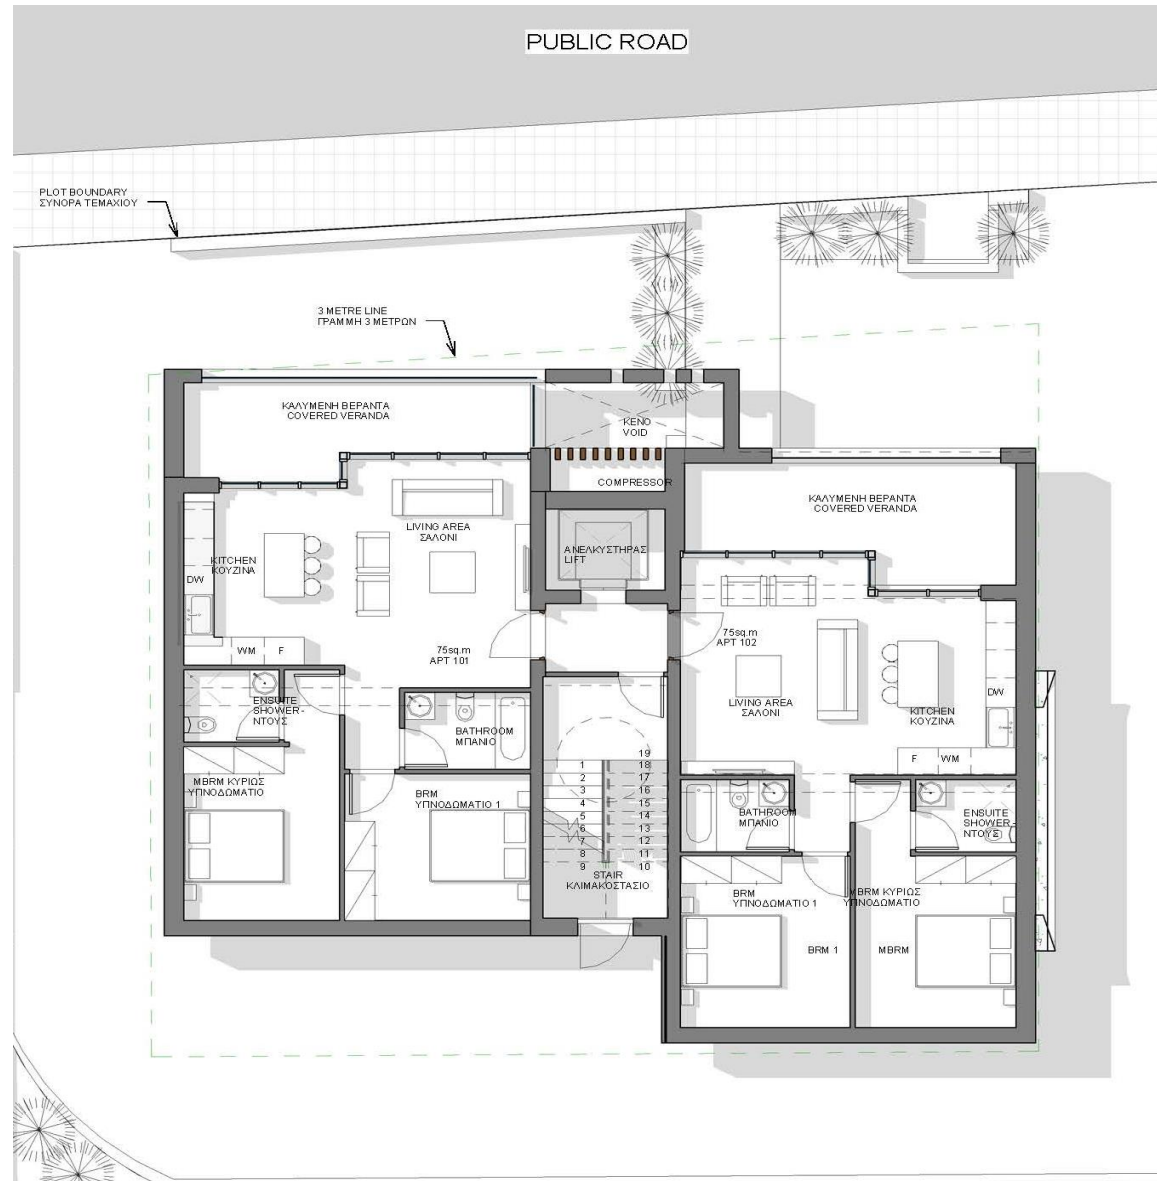 PUBLIC ROAD
PLOT BOUNDARY
ΣΥΝΟΡΑ ΤΕΜΑΧΙΟΥ
3 METRE LINE
ΓΡΑΜΜΗ 3 ΜΕΤΡΩΝ
ΚΑΛΥΜΕΝΗ ΒΕΡΑΝΤΑ
COVERED VERANDA
ΚΕΝΟ
VOID
COMPRESSOR
ΚΑΛΥΜΕΝΗ ΒΕΡΑΝΤΑ
COVERED VERANDA
LIVING AREA
ΣΑΛΟΝΙ
ΑΝΕΛΚΥΣΤΗΡΑΣ
LIFT
KITCHEN
ΚΟΥΖΙΝΑ
DW
WM
F
75sq.m
APT 101
75sq.m
APT 102
ENSUITE
SHOWER-
ΝΤΟΥΣ
BATHROOM
ΜΠΑΝΙΟ
LIVING AREA
ΣΑΛΟΝΙ
KITCHEN
ΚΟΥΖΙΝΑ
DW
F
WM
MBRM ΚΥΡΙΩΣ
ΥΠΝΟΔΩΜΑΤΙΟ
BRM
ΥΠΝΟΔΩΜΑΤΙΟ 1
1
2
3
4
5
6
7
8
9
19
18
17
16
15
14
13
12
11
10
STAIR
ΚΛΙΜΑΚΟΣΤΑΣΙΟ
BATHROOM
ΜΠΑΝΙΟ
ENSUITE
SHOWER-
ΝΤΟΥΣ
BRM
ΥΠΝΟΔΩΜΑΤΙΟ 1
MBRM ΚΥΡΙΩΣ
ΥΠΝΟΔΩΜΑΤΙΟ
BRM 1
MBRM